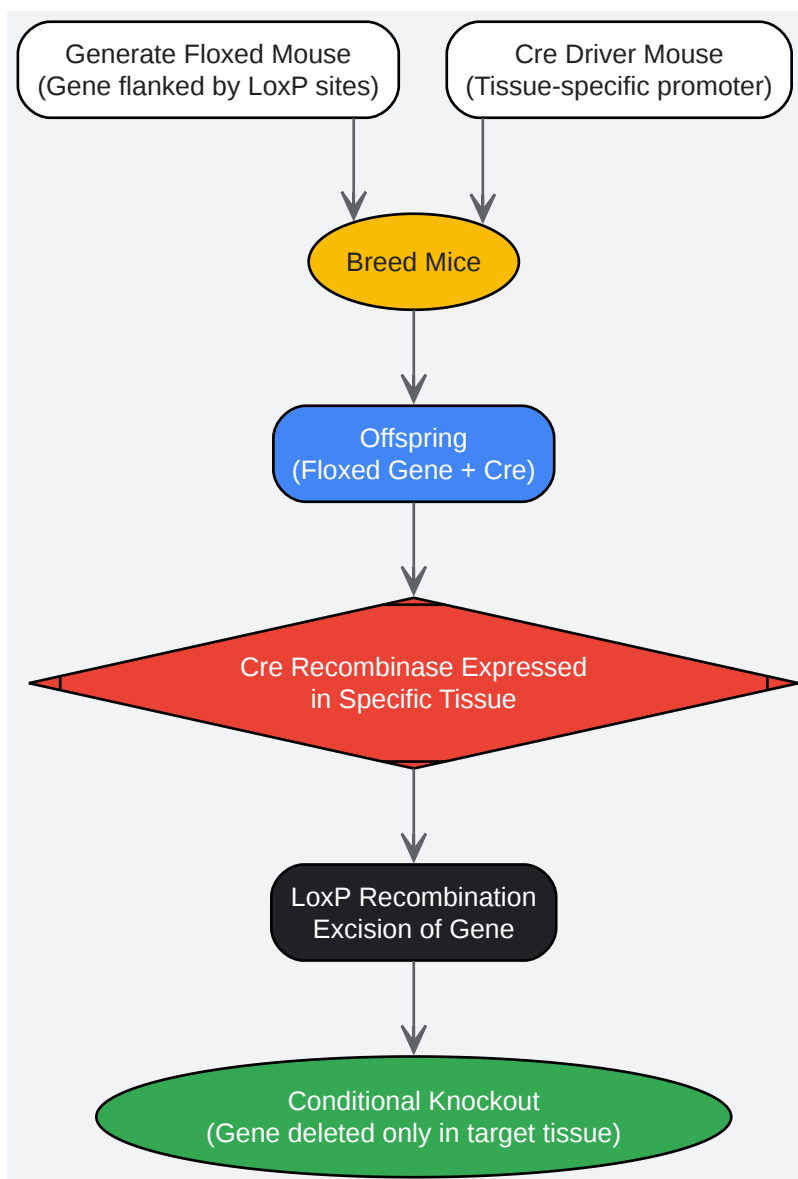 Generate Floxed Mouse
(Gene flanked by LoxP sites)
Cre Driver Mouse
(Tissue-specific promoter)
Breed Mice
Offspring
(Floxed Gene + Cre)
Cre Recombinase Expressed
in Specific Tissue
LoxP Recombination
Excision of Gene
Conditional Knockout
(Gene deleted only in target tissue)